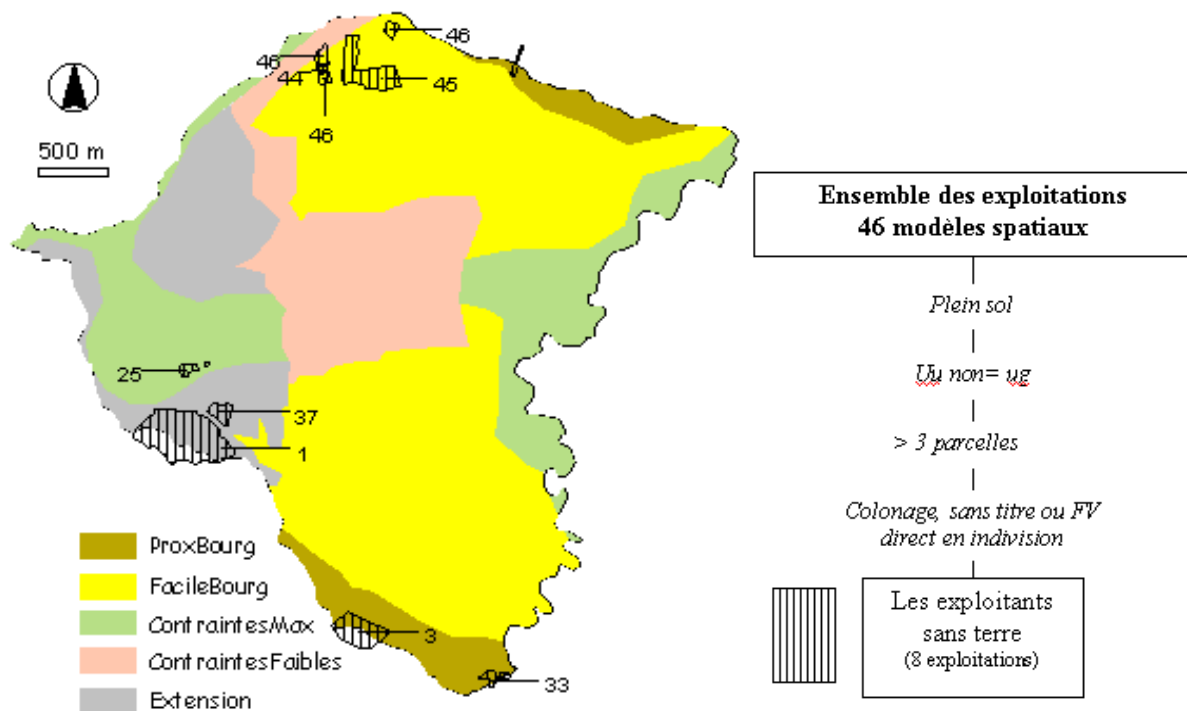 46
46
44
45
46
500 m
25
37
1
3
33
ProxBourg
FacileBourg
ContraintesMax
ContraintesFaibles
Extension
Ensemble des exploitations
46 modèles spatiaux
Plein sol
Uu non= ug
> 3 parcelles
Colonage, sans titre ou FV
direct en indivision
Les exploitants
sans terre
(8 exploitations)